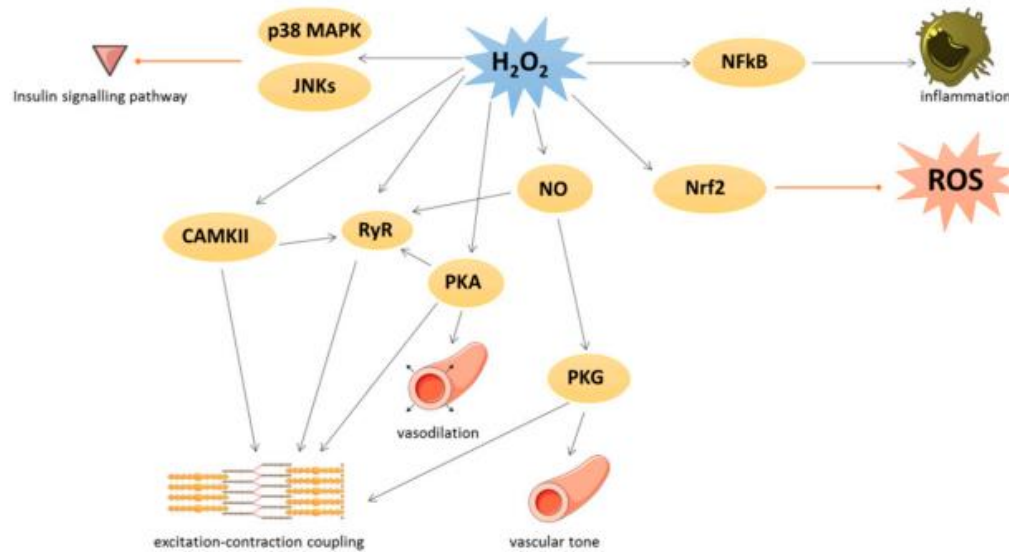 p38 MAPK
H₂O₂
NFkB
JNKs
Insulin signalling pathway
inflammation
NO
Nrf2
ROS
CAMKII
RyR
PKA
PKG
vasodilation
excitation-contraction coupling
vascular tone